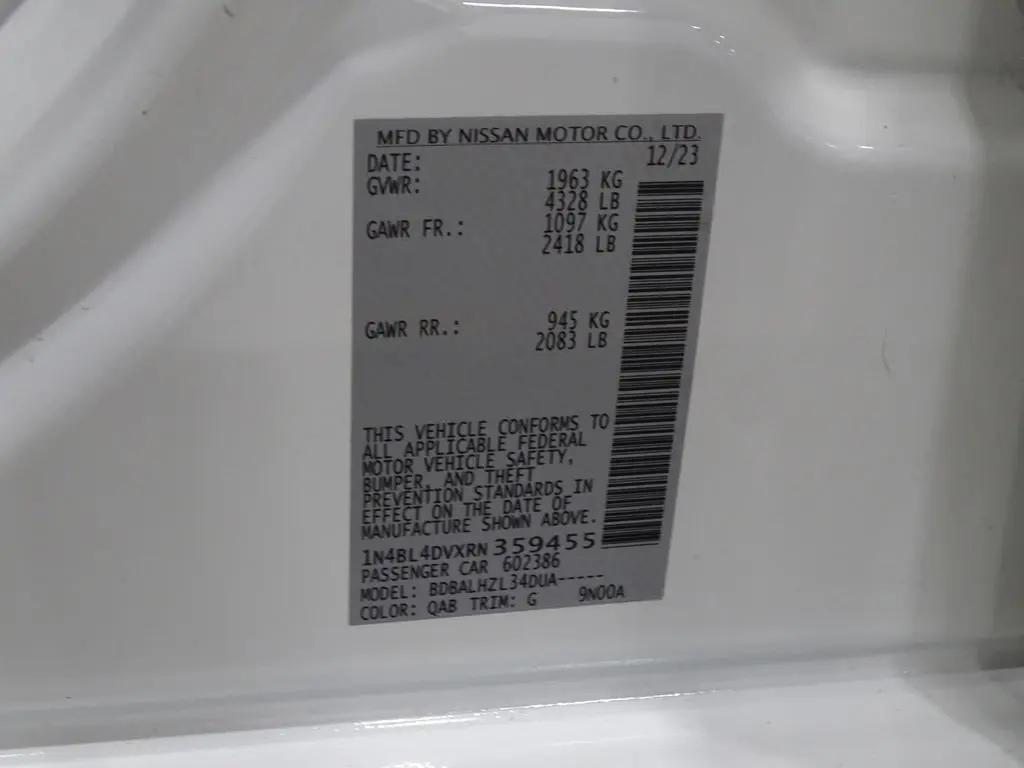 MFD BY NISSAN MOTOR CO., LTD.
DATE: 12/23
GVWR: 1963 KG
4328 LB
GAWR FR.: 1097 KG
2418 LB
GAWR RR.: 945 KG
2083 LB
THIS VEHICLE CONFORMS TO
ALL APPLICABLE FEDERAL
MOTOR VEHICLE SAFETY,
BUMPER, AND THEFT
PREVENTION STANDARDS IN
EFFECT ON THE DATE OF
MANUFACTURE SHOWN ABOVE.
1N4BL4DVXRN359455
PASSENGER CAR 602386
MODEL: BDBALHZL34DUA-----
COLOR: QAB TRIM: G 9N00A